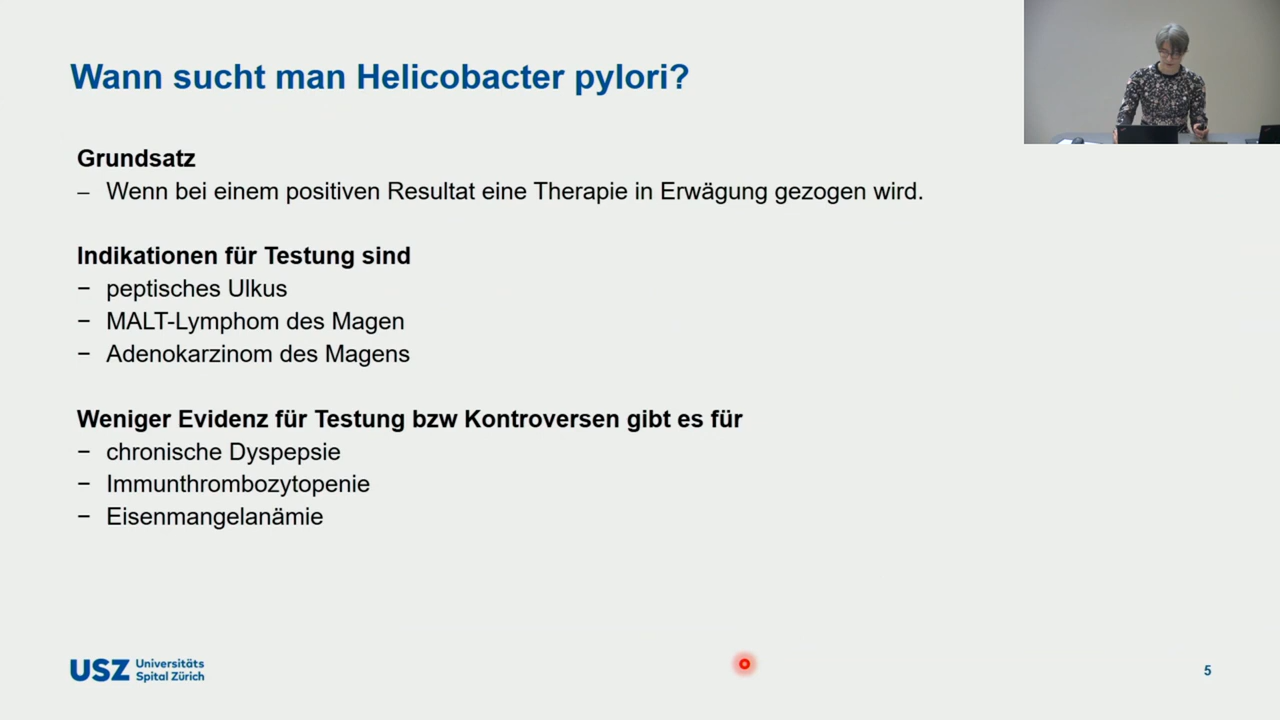 Wann sucht man Helicobacter pylori?
Grundsatz
– Wenn bei einem positiven Resultat eine Therapie in Erwägung gezogen wird.
Indikationen für Testung sind
− peptisches Ulkus
− MALT-Lymphom des Magen
− Adenokarzinom des Magens
Weniger Evidenz für Testung bzw Kontroversen gibt es für
− chronische Dyspepsie
− Immunthrombozytopenie
− Eisenmangelanämie
USZ Universitäts
Spital Zürich
5